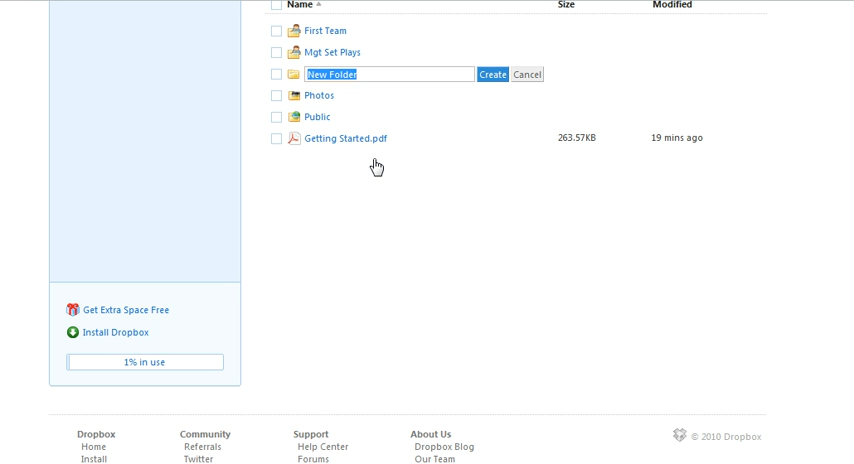 Name Size Modified
First Team
Mgt Set Plays
New Folder Create Cancel
Photos
Public
Getting Started.pdf 263.57KB 19 mins ago
Get Extra Space Free
Install Dropbox
1% in use
Dropbox Community Support About Us © 2010 Dropbox
Home Referrals Help Center Dropbox Blog
Install Twitter Forums Our Team